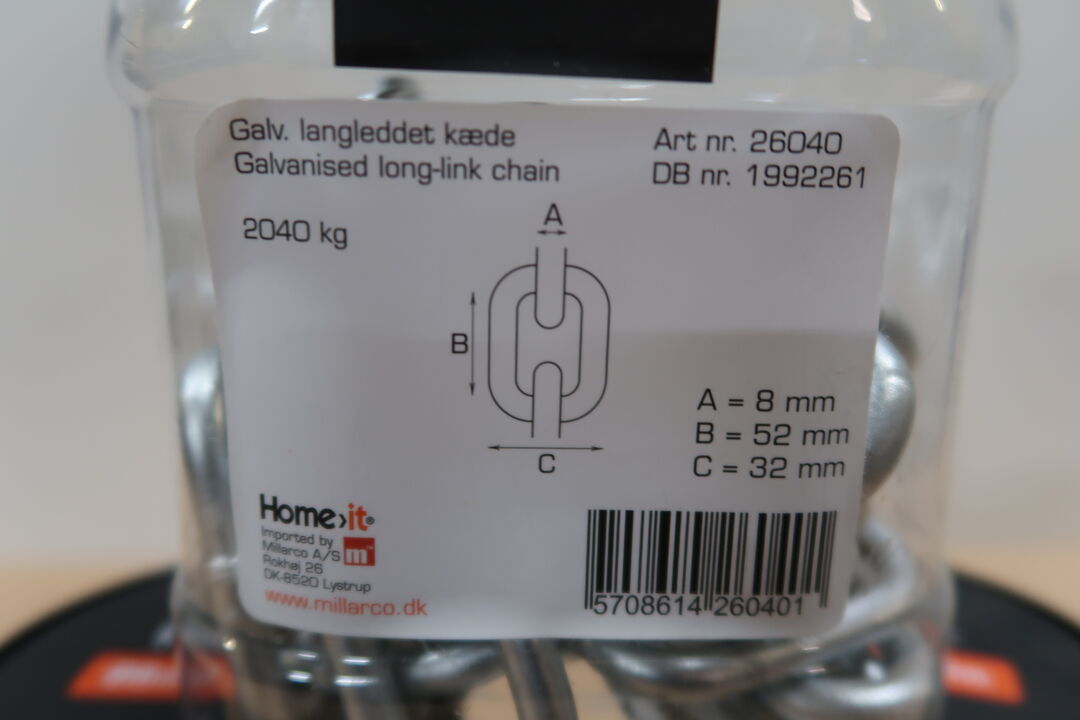 Galv. langleddet kæde
Galvanised long-link chain
Art nr. 26040
DB nr. 1992261
2040 kg
A
B
C
A = 8 mm
B = 52 mm
C = 32 mm
Home›it®
Imported by
Millarco A/S
m™
Rokhøj 26
DK-8520 Lystrup
www.millarco.dk
5708614 260401